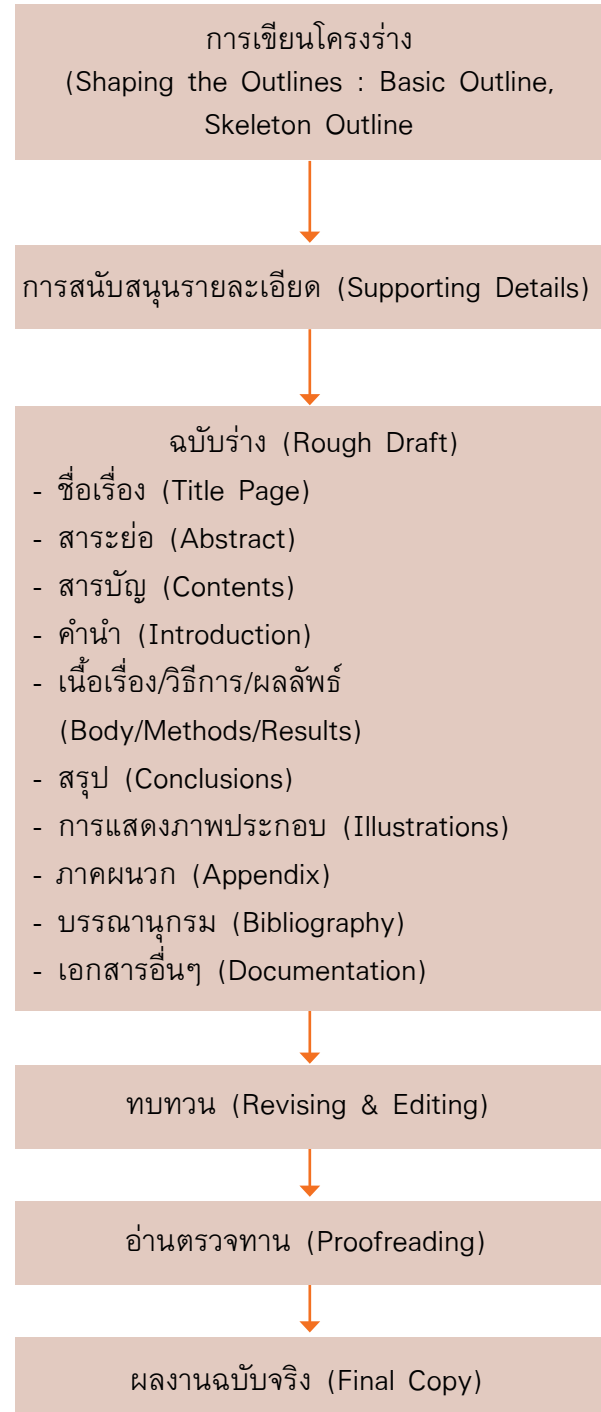 การเขียนโครงร่าง
(Shaping the Outlines : Basic Outline,
Skeleton Outline
การสนับสนุนรายละเอียด (Supporting Details)
ฉบับร่าง (Rough Draft)
- ชื่อเรื่อง (Title Page)
- สาระย่อ (Abstract)
- สารบัญ (Contents)
- คำนำ (Introduction)
- เนื้อเรื่อง/วิธีการ/ผลลัพธ์
(Body/Methods/Results)
- สรุป (Conclusions)
- การแสดงภาพประกอบ (Illustrations)
- ภาคผนวก (Appendix)
- บรรณานุกรม (Bibliography)
- เอกสารอื่นๆ (Documentation)
ทบทวน (Revising & Editing)
อ่านตรวจทาน (Proofreading)
ผลงานฉบับจริง (Final Copy)